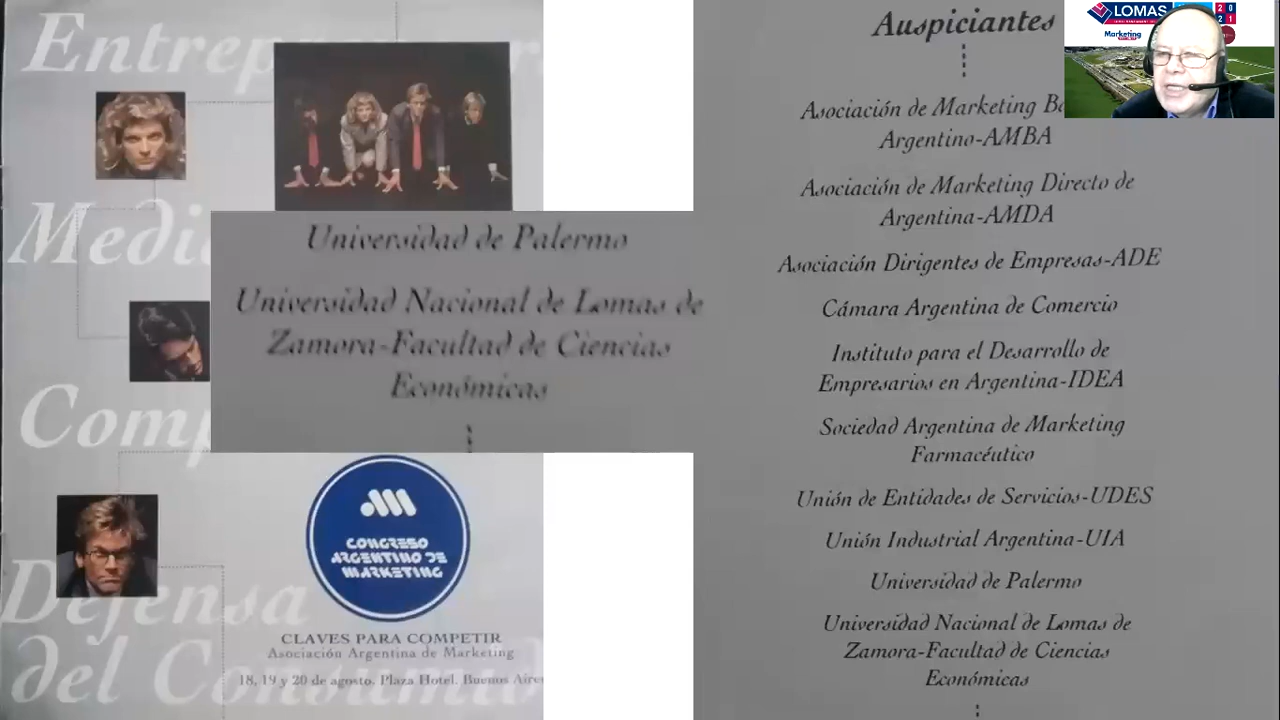 Medi
Comp
Defensa
del Consumido
Universidad de Palermo
Universidad Nacional de Lomas de
Zamora-Facultad de Ciencias
Económicas
CONGRESO
ARGENTINO DE
MARKETING
CLAVES PARA COMPETIR
Asociación Argentina de Marketing
18, 19 y 20 de agosto. Plaza Hotel. Buenos Aires
Auspiciantes
Asociación de Marketing
Argentino-AMBA
Asociación de Marketing Directo de
Argentina-AMDA
Asociación Dirigentes de Empresas-ADE
Cámara Argentina de Comercio
Instituto para el Desarrollo de
Empresarios en Argentina-IDEA
Sociedad Argentina de Marketing
Farmacéutico
Unión de Entidades de Servicios-UDES
Unión Industrial Argentina-UIA
Universidad de Palermo
Universidad Nacional de Lomas de
Zamora-Facultad de Ciencias
Económicas
LOMAS
Marketing
20
21